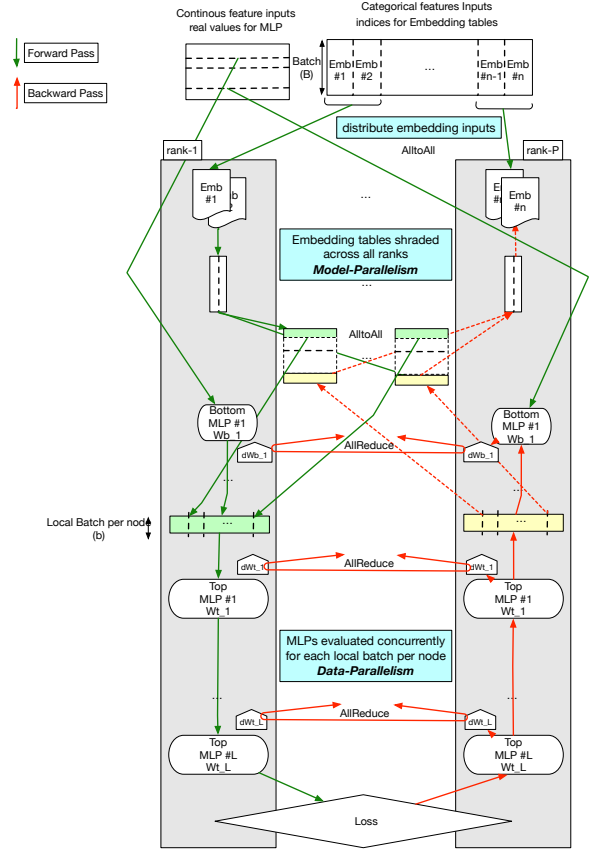 Continous feature inputs
real values for MLP
Categorical features Inputs
indices for Embedding tables
Forward Pass
Backward Pass
Batch
(B)
Emb
#1
Emb
#2
...
Emb
#n-1
Emb
#n
distribute embedding inputs
AlltoAll
rank-1
rank-P
Emb
#1
Emb
...
Emb
Emb
#n
Embedding tables shraded
across all ranks
Model-Parallelism
...
AlltoAll
...
Bottom
MLP #1
Wb_1
Bottom
MLP #1
Wb_1
dWb_1
AllReduce
dWb_1
...
...
Local Batch per node
(b)
...
...
dWt_1
AllReduce
dWt_1
Top
MLP #1
Wt_1
Top
MLP #1
Wt_1
MLPs evaluated concurrently
for each local batch per node
Data-Parallelism
...
...
dWt_L
AllReduce
dWt_L
Top
MLP #L
Wt_L
Top
MLP #L
Wt_L
Loss